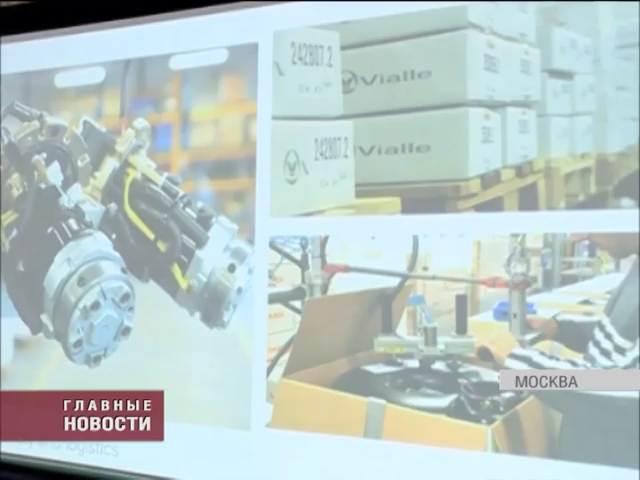 242807.2
Vialle
242807.2
Vialle
МОСКВА
ГЛАВНЫЕ
НОВОСТИ
logistics